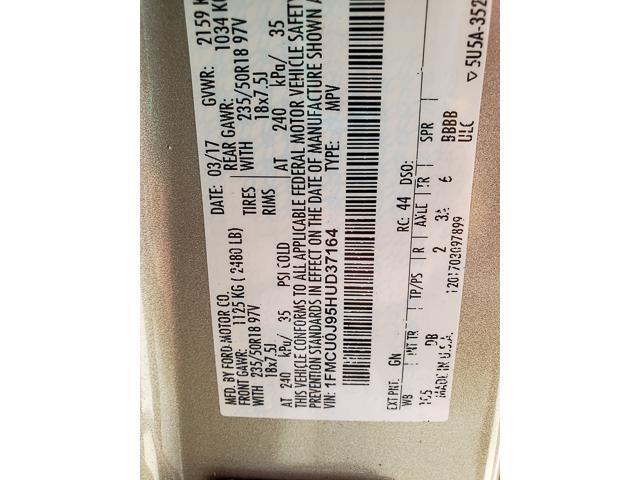 MFD. BY FORD MOTOR CO.
DATE: 03/17 GVWR: 2159 K
FRONT GAWR: 1125 KG ( 2480 LB) REAR GAWR: 1034 K
WITH 235/50R18 97V TIRES WITH 235/50R18 97V
18x7.5J RIMS 18x7.5J
AT 240 kPa/ 35 PSI COLD AT 240 kPa/ 35
THIS VEHICLE CONFORMS TO ALL APPLICABLE FEDERAL MOTOR VEHICLE SAFETY
PREVENTION STANDARDS IN EFFECT ON THE DATE OF MANUFACTURE SHOWN A
VIN: 1FMCU0J95HUD37164 TYPE: MPV
EXT PNT: GN RC: 44 DSO:
WB INT TR TP/PS R AXLE TR SPR
105 DB 2 6 BBBB
MADE IN U.S.A. 1201703097899 ULC
▽5U5A-352